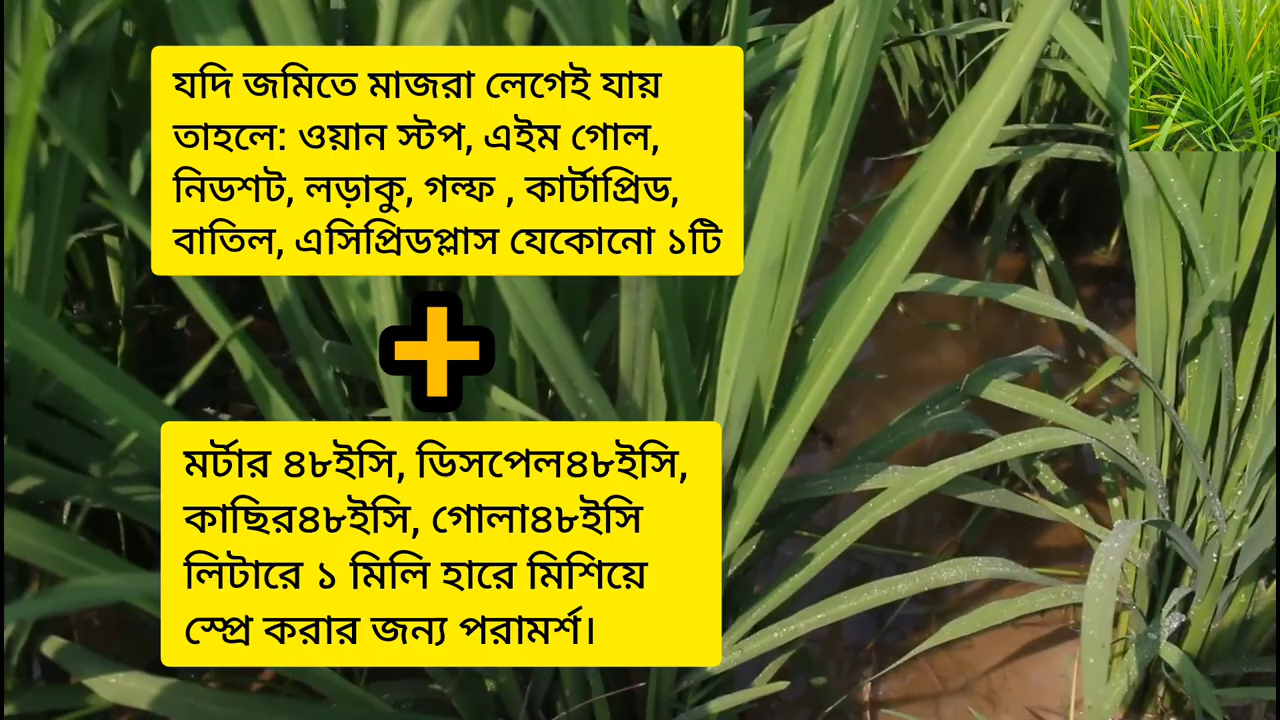 যদি জমিতে মাজরা লেগেই যায়
তাহলে: ওয়ান স্টপ, এইম গোল,
নিডশট, লড়াকু, গল্ফ , কার্টাপ্রিড,
বাতিল, এসিপ্রিডপ্লাস যেকোনো ১টি
মর্টার ৪৮ইসি, ডিসপেল৪৮ইসি,
কাছির৪৮ইসি, গোলা৪৮ইসি
লিটারে ১ মিলি হারে মিশিয়ে
স্প্রে করার জন্য পরামর্শ।